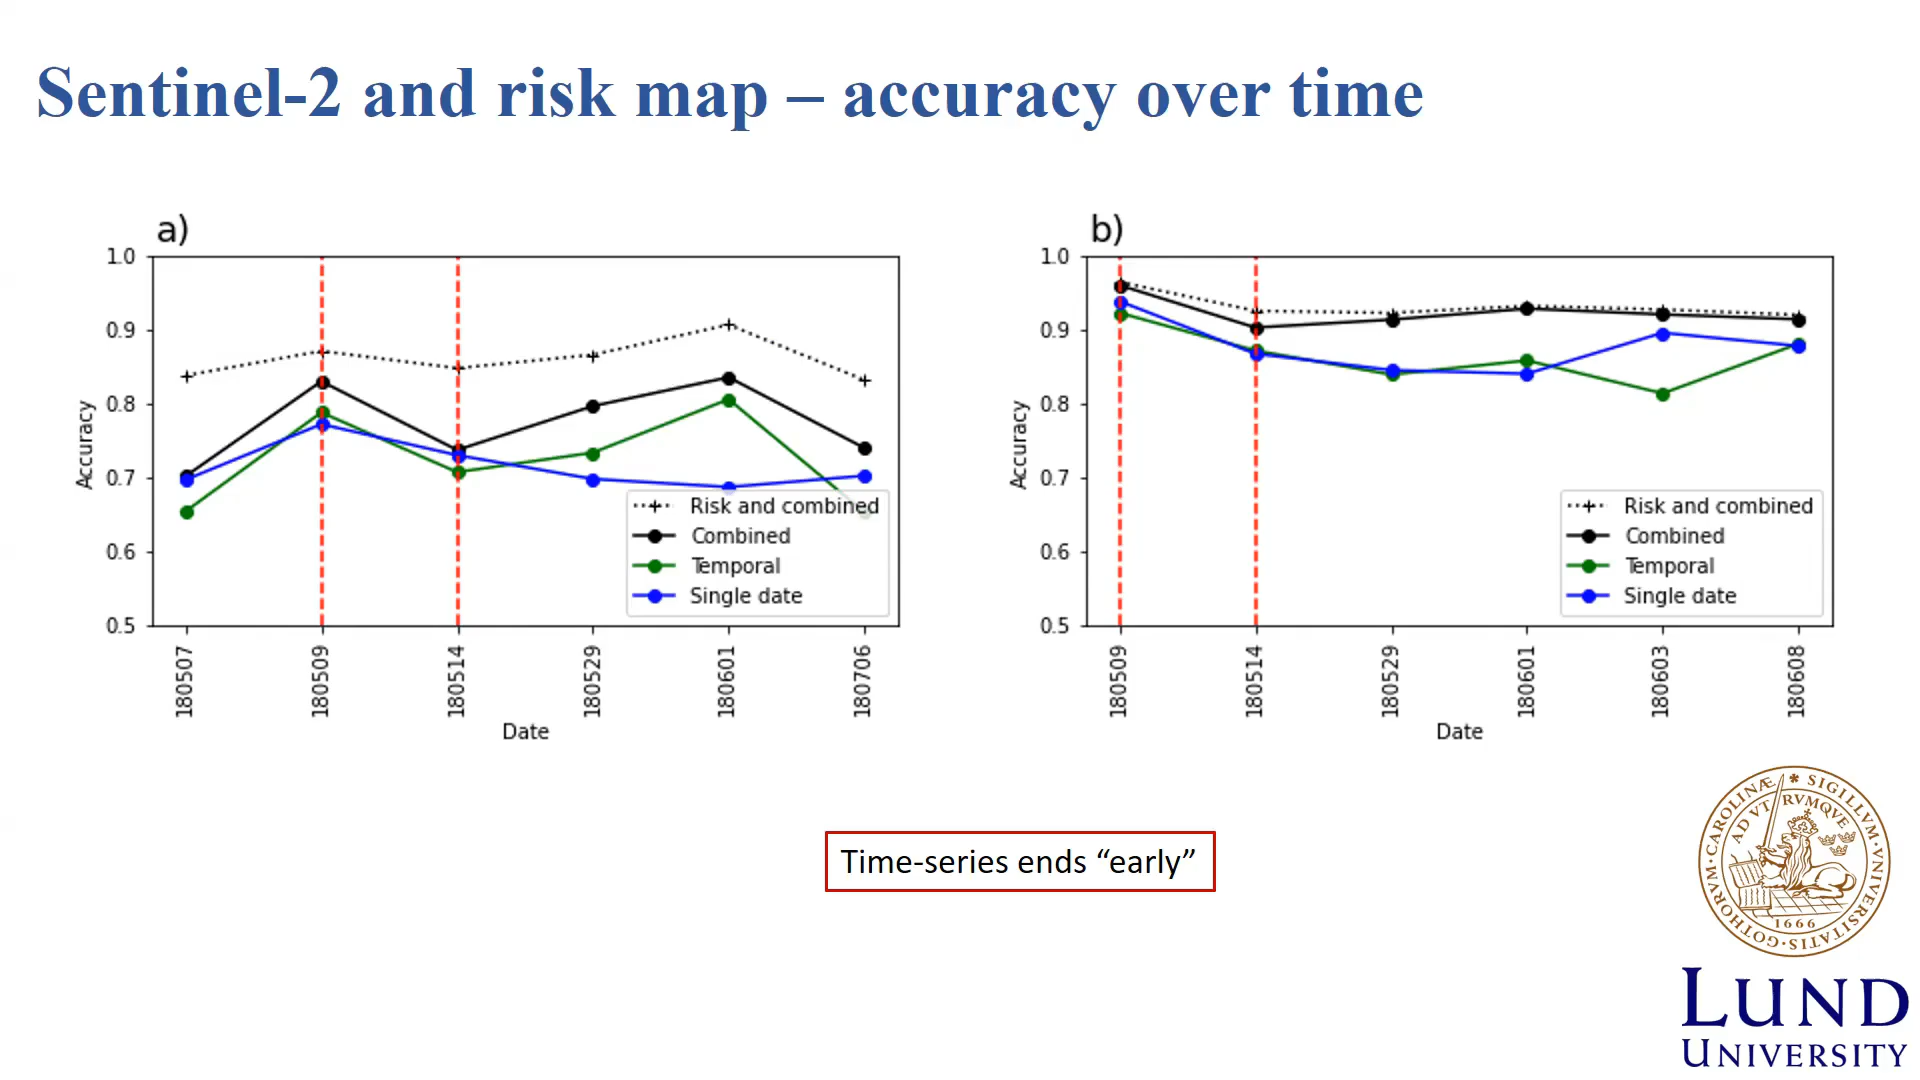 Sentinel-2 and risk map – accuracy over time
a)
1.0
0.9
0.8
0.7
0.6
0.5
Accuracy
Risk and combined
Combined
Temporal
Single date
180507
180509
180514
180529
180601
180706
Date
b)
1.0
0.9
0.8
0.7
0.6
0.5
Accuracy
Risk and combined
Combined
Temporal
Single date
180509
180514
180529
180601
180603
180608
Date
Time-series ends “early”
SIGILLVM·VNIVERSITATIS·GOTHORVM·CAROLINÆ
AD VTRVMQVE
1666
LUND
UNIVERSITY